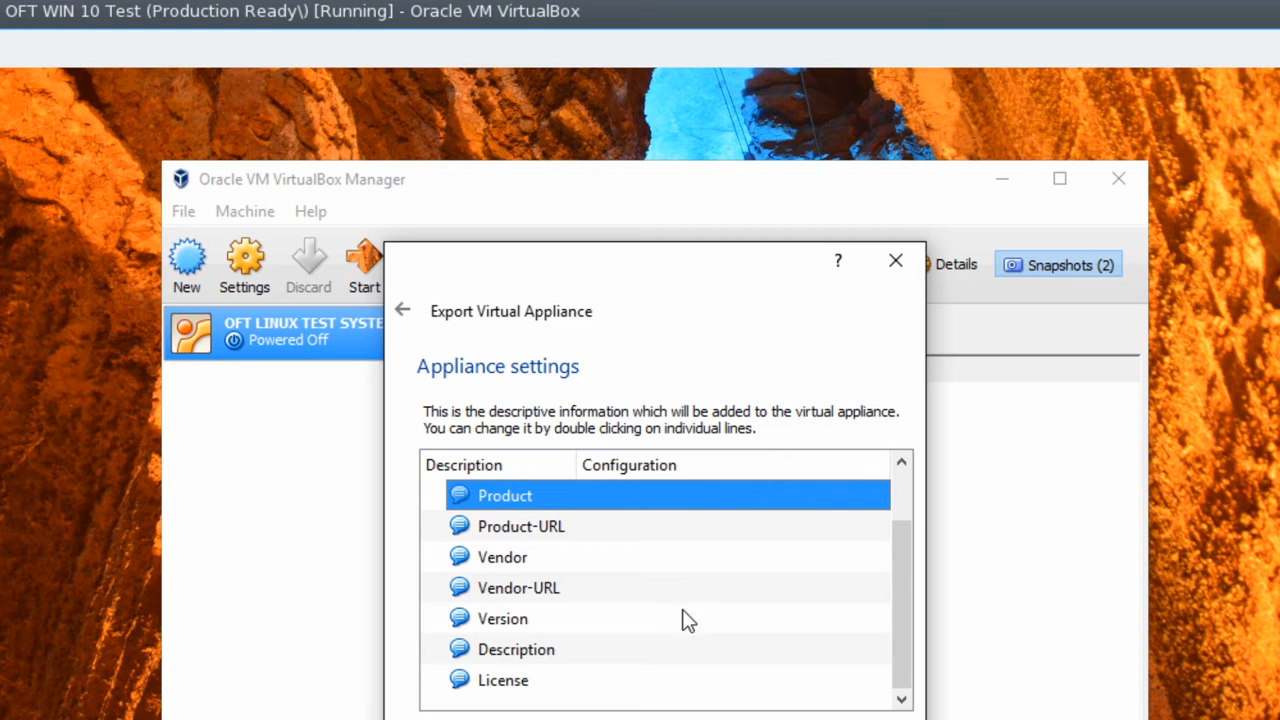 OFT WIN 10 Test (Production Ready\) [Running] - Oracle VM VirtualBox
Oracle VM VirtualBox Manager
File Machine Help
New Settings Discard Start
Details Snapshots (2)
OFT LINUX TEST SYSTE
Powered Off
?
Export Virtual Appliance
Appliance settings
This is the descriptive information which will be added to the virtual appliance.
You can change it by double clicking on individual lines.
Description Configuration
Product
Product-URL
Vendor
Vendor-URL
Version
Description
License